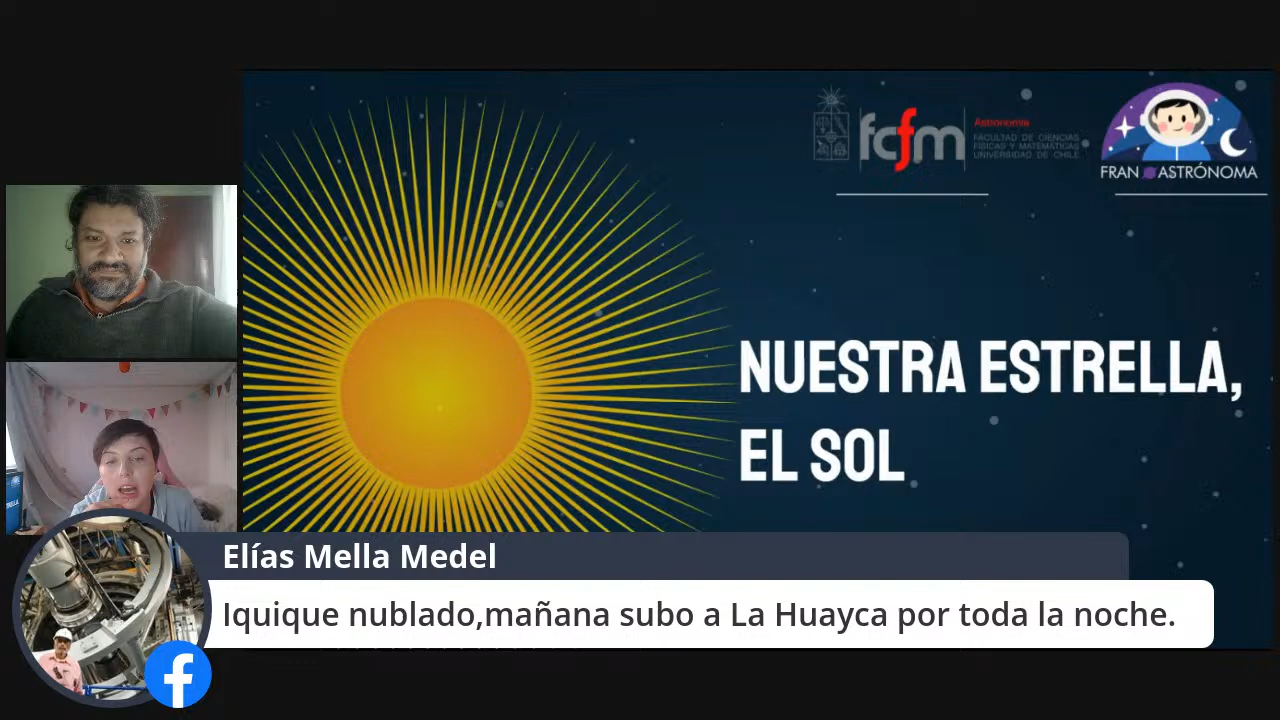 fcfm
Astronomía
FACULTAD DE CIENCIAS
FÍSICAS Y MATEMÁTICAS
UNIVERSIDAD DE CHILE
FRAN ASTRÓNOMA
NUESTRA ESTRELLA,
EL SOL
Elías Mella Medel
Iquique nublado,mañana subo a La Huayca por toda la noche.